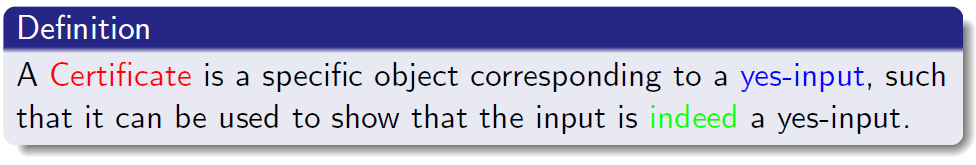 Definition
A Certificate is a specific object corresponding to a yes-input, such
that it can be used to show that the input is indeed a yes-input.